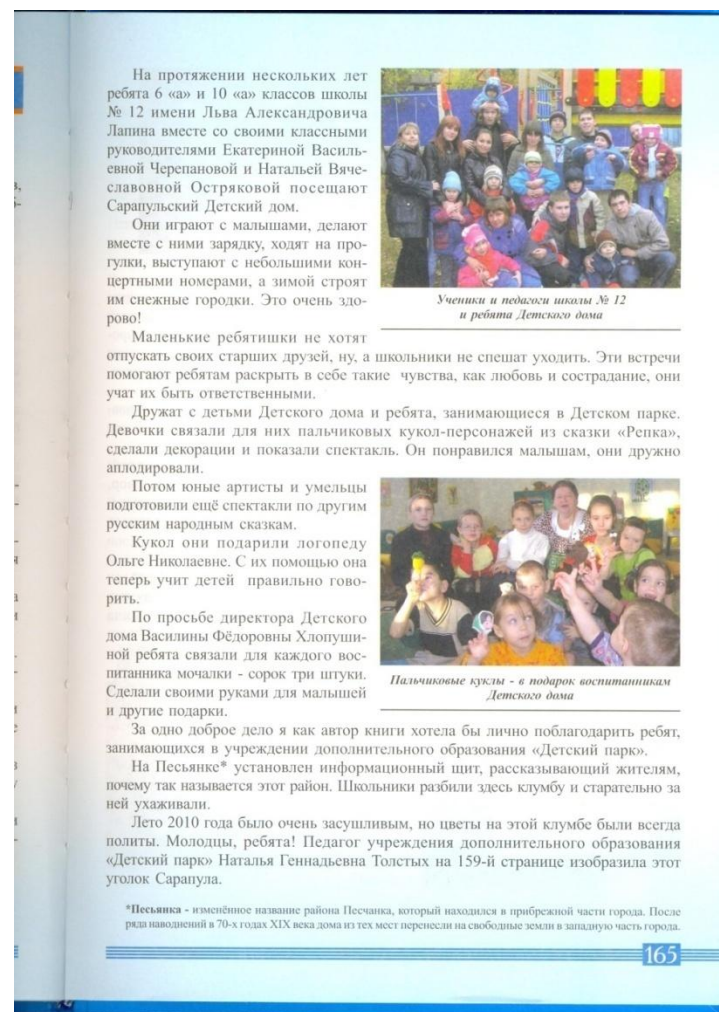 На протяжении нескольких лет
ребята 6 «а» и 10 «а» классов школы
№ 12 имени Льва Александровича
Лапина вместе со своими классными
руководителями Екатериной Василь-
евной Черепановой и Натальей Вяче-
славовной Остряковой посещают
Сарапульский Детский дом.
Они играют с малышами, делают
вместе с ними зарядку, ходят на про-
гулки, выступают с небольшими кон-
цертными номерами, а зимой строят
им снежные городки. Это очень здо-
рово!
Ученики и педагоги школы № 12
и ребята Детского дома
Маленькие ребятишки не хотят
отпускать своих старших друзей, ну, а школьники не спешат уходить. Эти встречи
помогают ребятам раскрыть в себе такие чувства, как любовь и сострадание, они
учат их быть ответственными.
Дружат с детьми Детского дома и ребята, занимающиеся в Детском парке.
Девочки связали для них пальчиковых кукол-персонажей из сказки «Репка»,
сделали декорации и показали спектакль. Он понравился малышам, они дружно
аплодировали.
Потом юные артисты и умельцы
подготовили ещё спектакли по другим
русским народным сказкам.
Кукол они подарили логопеду
Ольге Николаевне. С их помощью она
теперь учит детей правильно гово-
рить.
По просьбе директора Детского
дома Василины Фёдоровны Хлопуши-
ной ребята связали для каждого вос-
питанника мочалки - сорок три штуки.
Сделали своими руками для малышей
и другие подарки.
Пальчиковые куклы - в подарок воспитанникам
Детского дома
За одно доброе дело я как автор книги хотела бы лично поблагодарить ребят,
занимающихся в учреждении дополнительного образования «Детский парк».
На Песьянке* установлен информационный щит, рассказывающий жителям,
почему так называется этот район. Школьники разбили здесь клумбу и старательно за
ней ухаживали.
Лето 2010 года было очень засушливым, но цветы на этой клумбе были всегда
политы. Молодцы, ребята! Педагог учреждения дополнительного образования
«Детский парк» Наталья Геннадьевна Толстых на 159-й странице изобразила этот
уголок Сарапула.
*Песьянка - изменённое название района Песчанка, который находился в прибрежной части города. После
ряда наводнений в 70-х годах XIX века дома из тех мест перенесли на свободные земли в западную часть города.
165